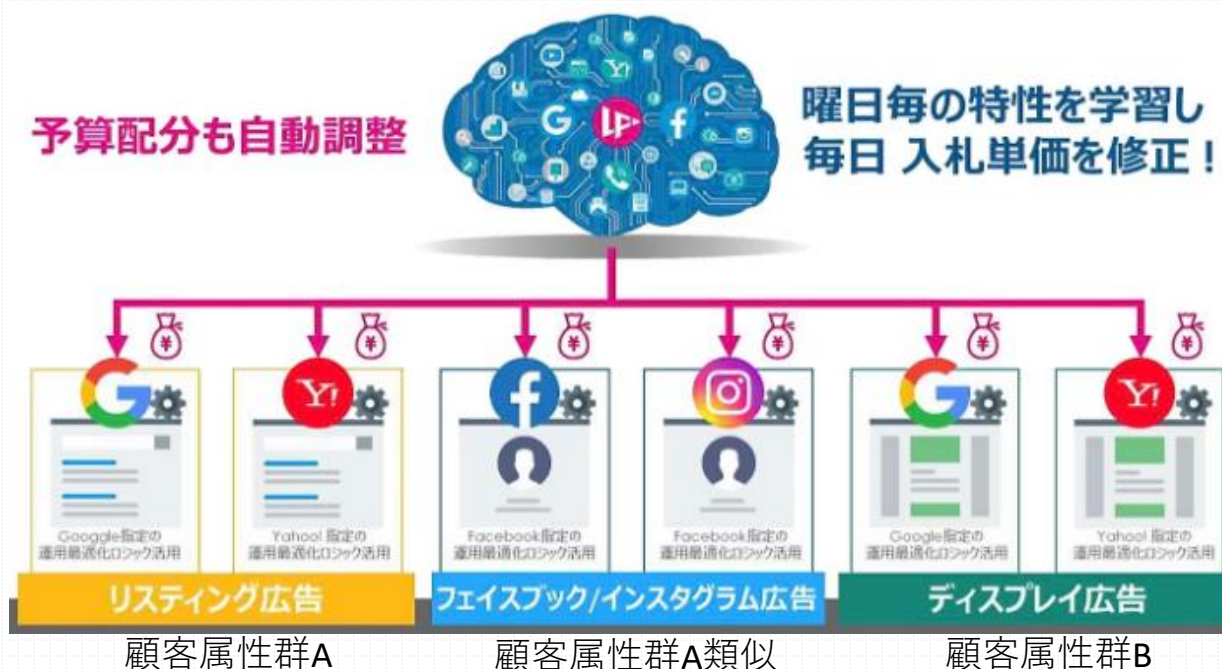 予算配分も自動調整
曜日毎の特性を学習し
毎日 入札単価を修正！
Googgle指定の
運用最適化ロジック活用
Yahoo! 指定の
運用最適化ロジック活用
Facebook指定の
運用最適化ロジック活用
Facebook指定の
運用最適化ロジック活用
Google指定の
運用最適化ロジック活用
Yahoo! 指定の
運用最適化ロジック活用
リスティング広告
フェイスブック/インスタグラム広告
ディスプレイ広告
顧客属性群A
顧客属性群A類似
顧客属性群B